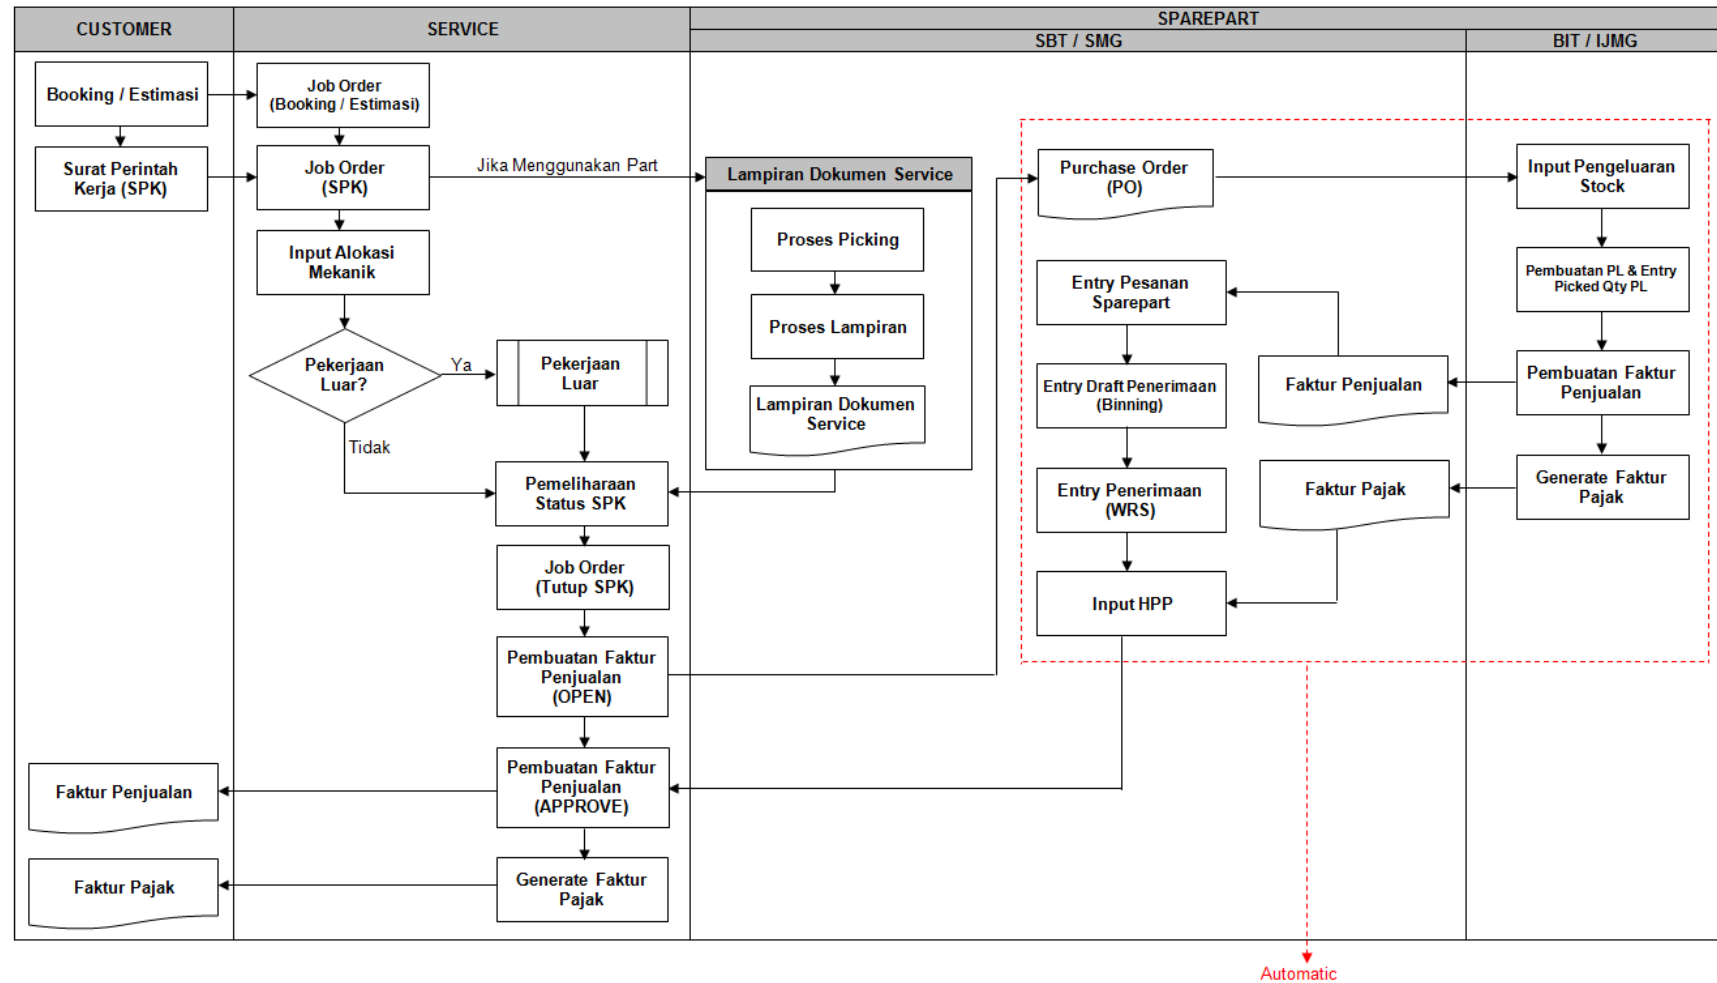 CUSTOMER
SERVICE
SPAREPART
SBT / SMG
BIT / IJMG
Booking / Estimasi
Surat Perintah
Kerja (SPK)
Faktur Penjualan
Faktur Pajak
Job Order
(Booking / Estimasi)
Job Order
(SPK)
Jika Menggunakan Part
Input Alokasi
Mekanik
Pekerjaan
Luar?
Ya
Tidak
Pekerjaan
Luar
Pemeliharaan
Status SPK
Job Order
(Tutup SPK)
Pembuatan Faktur
Penjualan
(OPEN)
Pembuatan Faktur
Penjualan
(APPROVE)
Generate Faktur
Pajak
Lampiran Dokumen Service
Proses Picking
Proses Lampiran
Lampiran Dokumen
Service
Purchase Order
(PO)
Entry Pesanan
Sparepart
Entry Draft Penerimaan
(Binning)
Entry Penerimaan
(WRS)
Input HPP
Faktur Penjualan
Faktur Pajak
Input Pengeluaran
Stock
Pembuatan PL & Entry
Picked Qty PL
Pembuatan Faktur
Penjualan
Generate Faktur
Pajak
Automatic